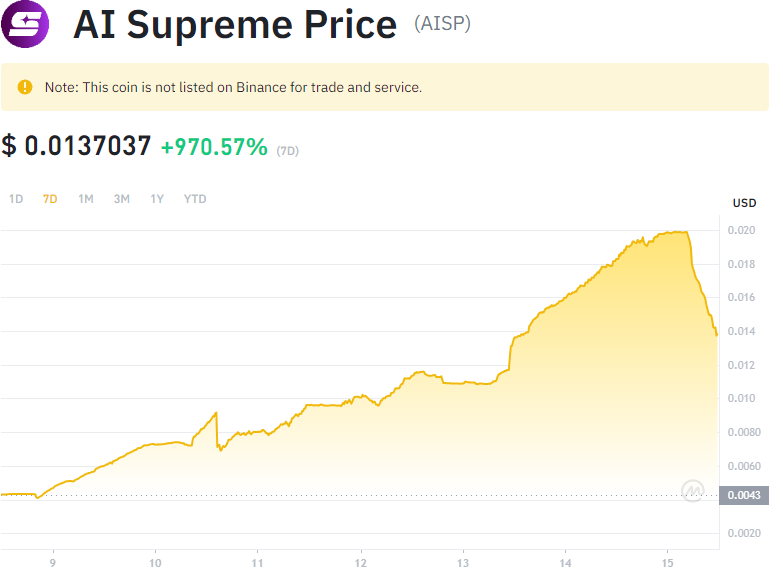 AI Supreme Price (AISP)
Note: This coin is not listed on Binance for trade and service.
$ 0.0137037 +970.57% (7D)
1D 7D 1M 3M 1Y YTD
USD
0.020
0.018
0.016
0.014
0.012
0.010
0.0080
0.0060
0.0043
0.0020
9 10 11 12 13 14 15